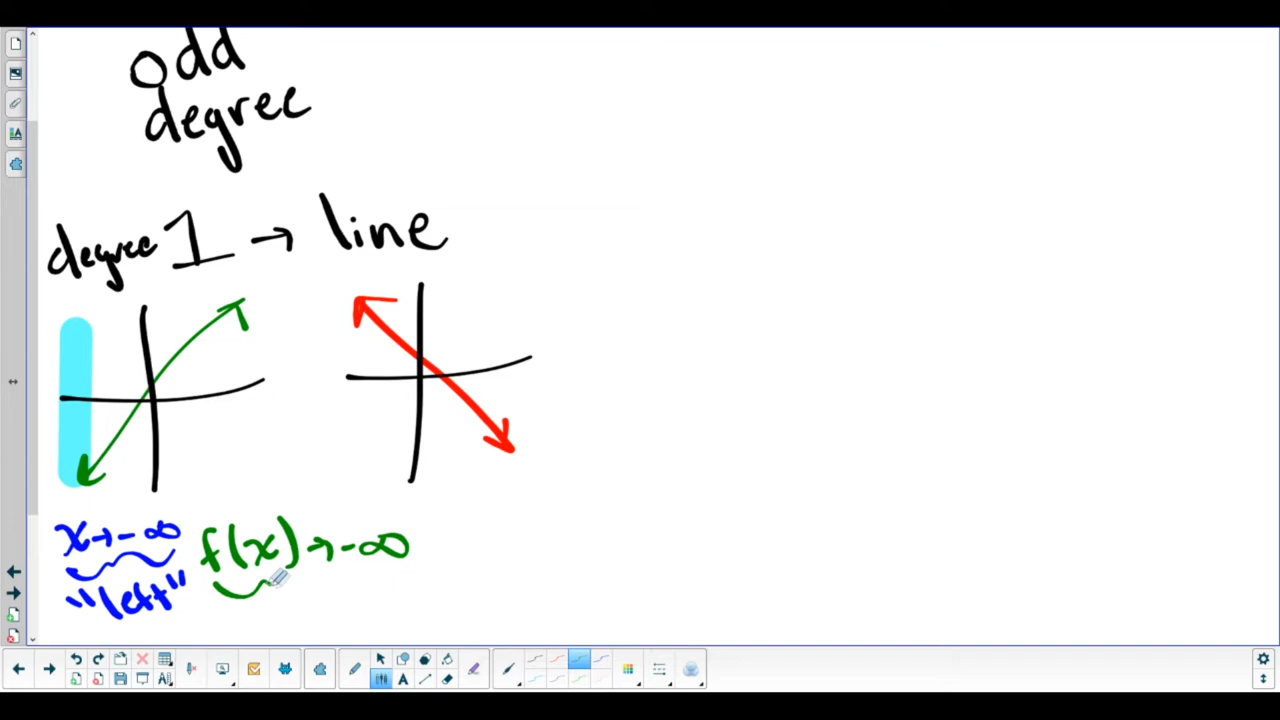 odd
degree
degree 1 → line
x→-∞ f(x)→-∞
"left"